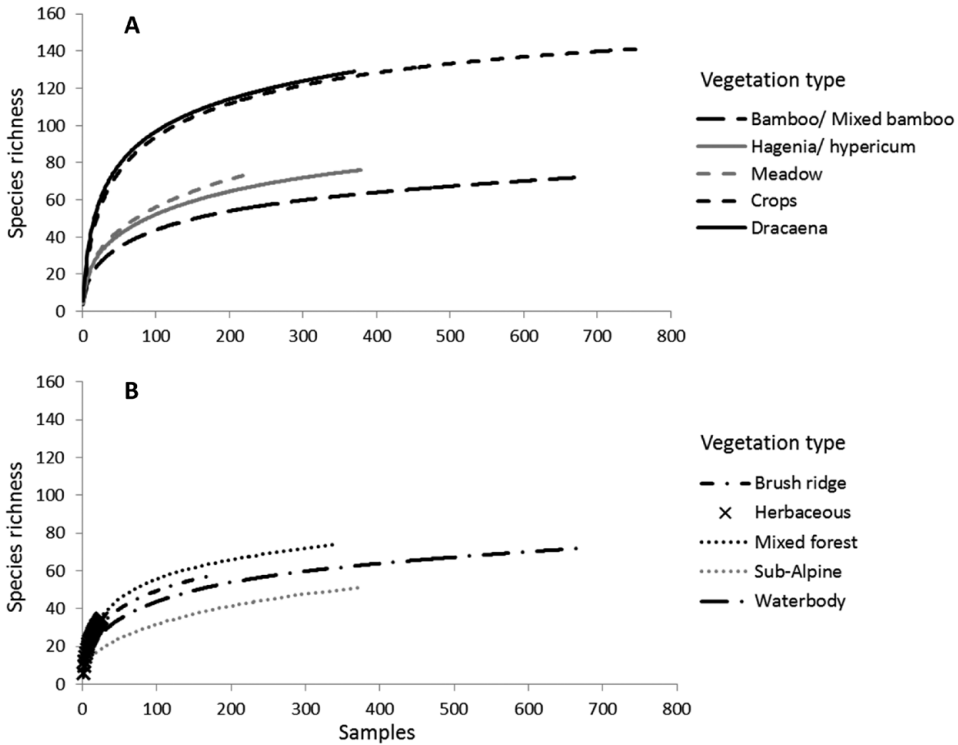 A
160
140
120
100
80
60
40
20
0
Species richness
0 100 200 300 400 500 600 700 800
Vegetation type
Bamboo/ Mixed bamboo
Hagenia/ hypericum
Meadow
Crops
Dracaena
B
160
140
120
100
80
60
40
20
0
Species richness
0 100 200 300 400 500 600 700 800
Samples
Vegetation type
Brush ridge
Herbaceous
Mixed forest
Sub-Alpine
Waterbody